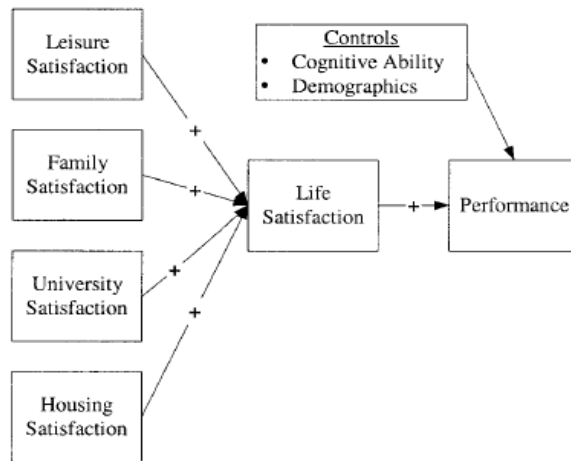 Leisure
Satisfaction
Controls
• Cognitive Ability
• Demographics
+
Family
Satisfaction
+
Life
Satisfaction
+
Performance
University
Satisfaction
+
+
Housing
Satisfaction